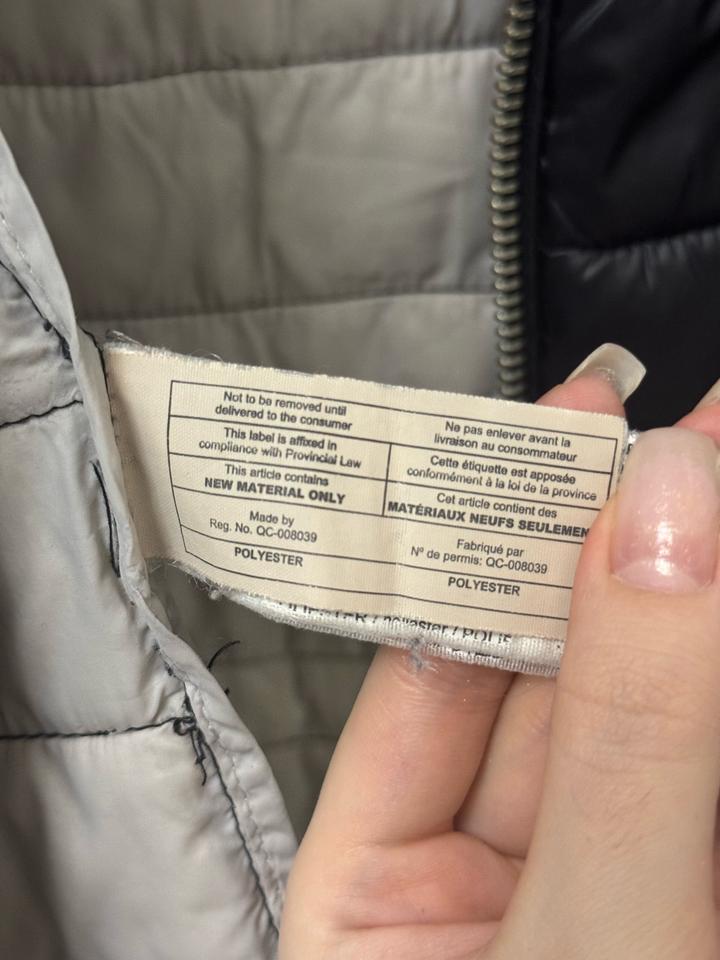 Not to be removed until
delivered to the consumer
Ne pas enlever avant la
livraison au consommateur
This label is affixed in
compliance with Provincial Law
Cette étiquette est apposée
conformément à la loi de la province
This article contains
NEW MATERIAL ONLY
Cet article contient des
MATÉRIAUX NEUFS SEULEMEN
Made by
Reg. No. QC-008039
Fabriqué par
N° de permis: QC-008039
POLYESTER
POLYESTER
polyester /